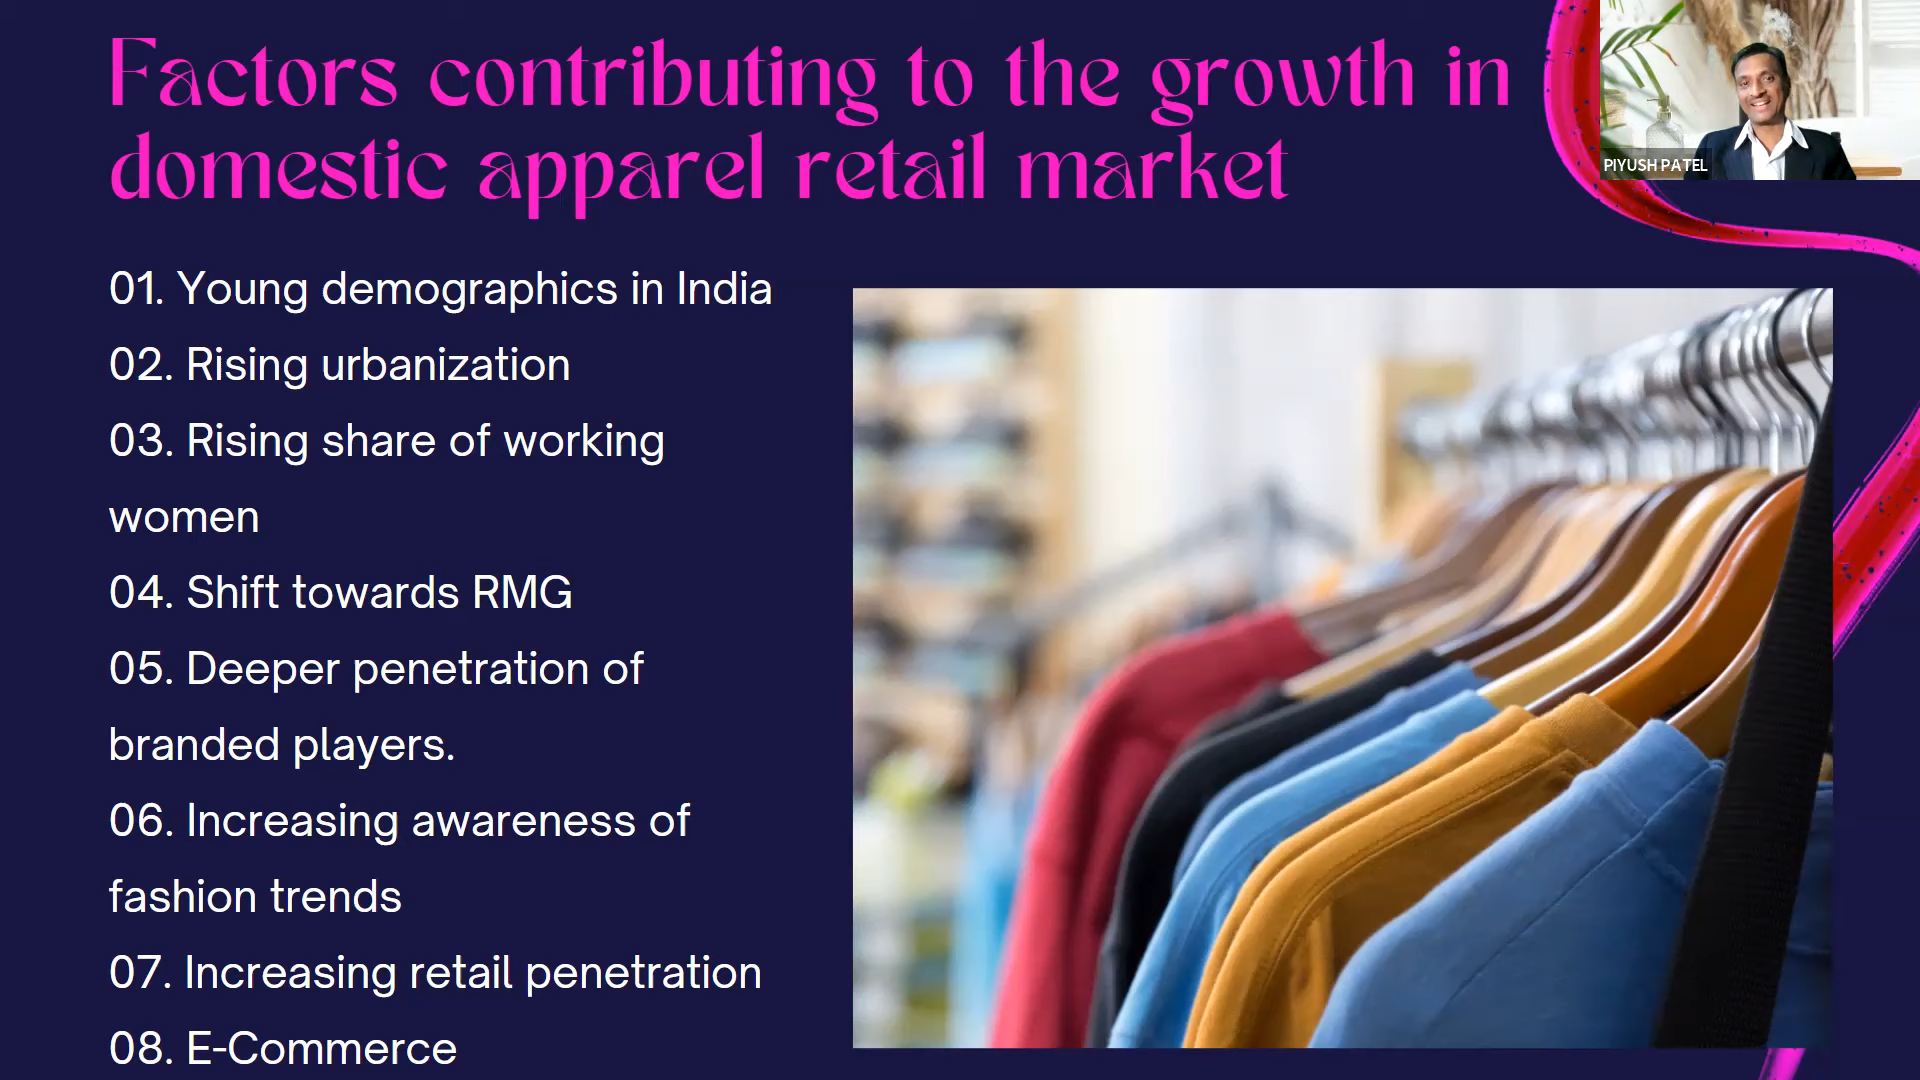 Factors contributing to the growth in
domestic apparel retail market
PIYUSH PATEL
01. Young demographics in India
02. Rising urbanization
03. Rising share of working
women
04. Shift towards RMG
05. Deeper penetration of
branded players.
06. Increasing awareness of
fashion trends
07. Increasing retail penetration
08. E-Commerce